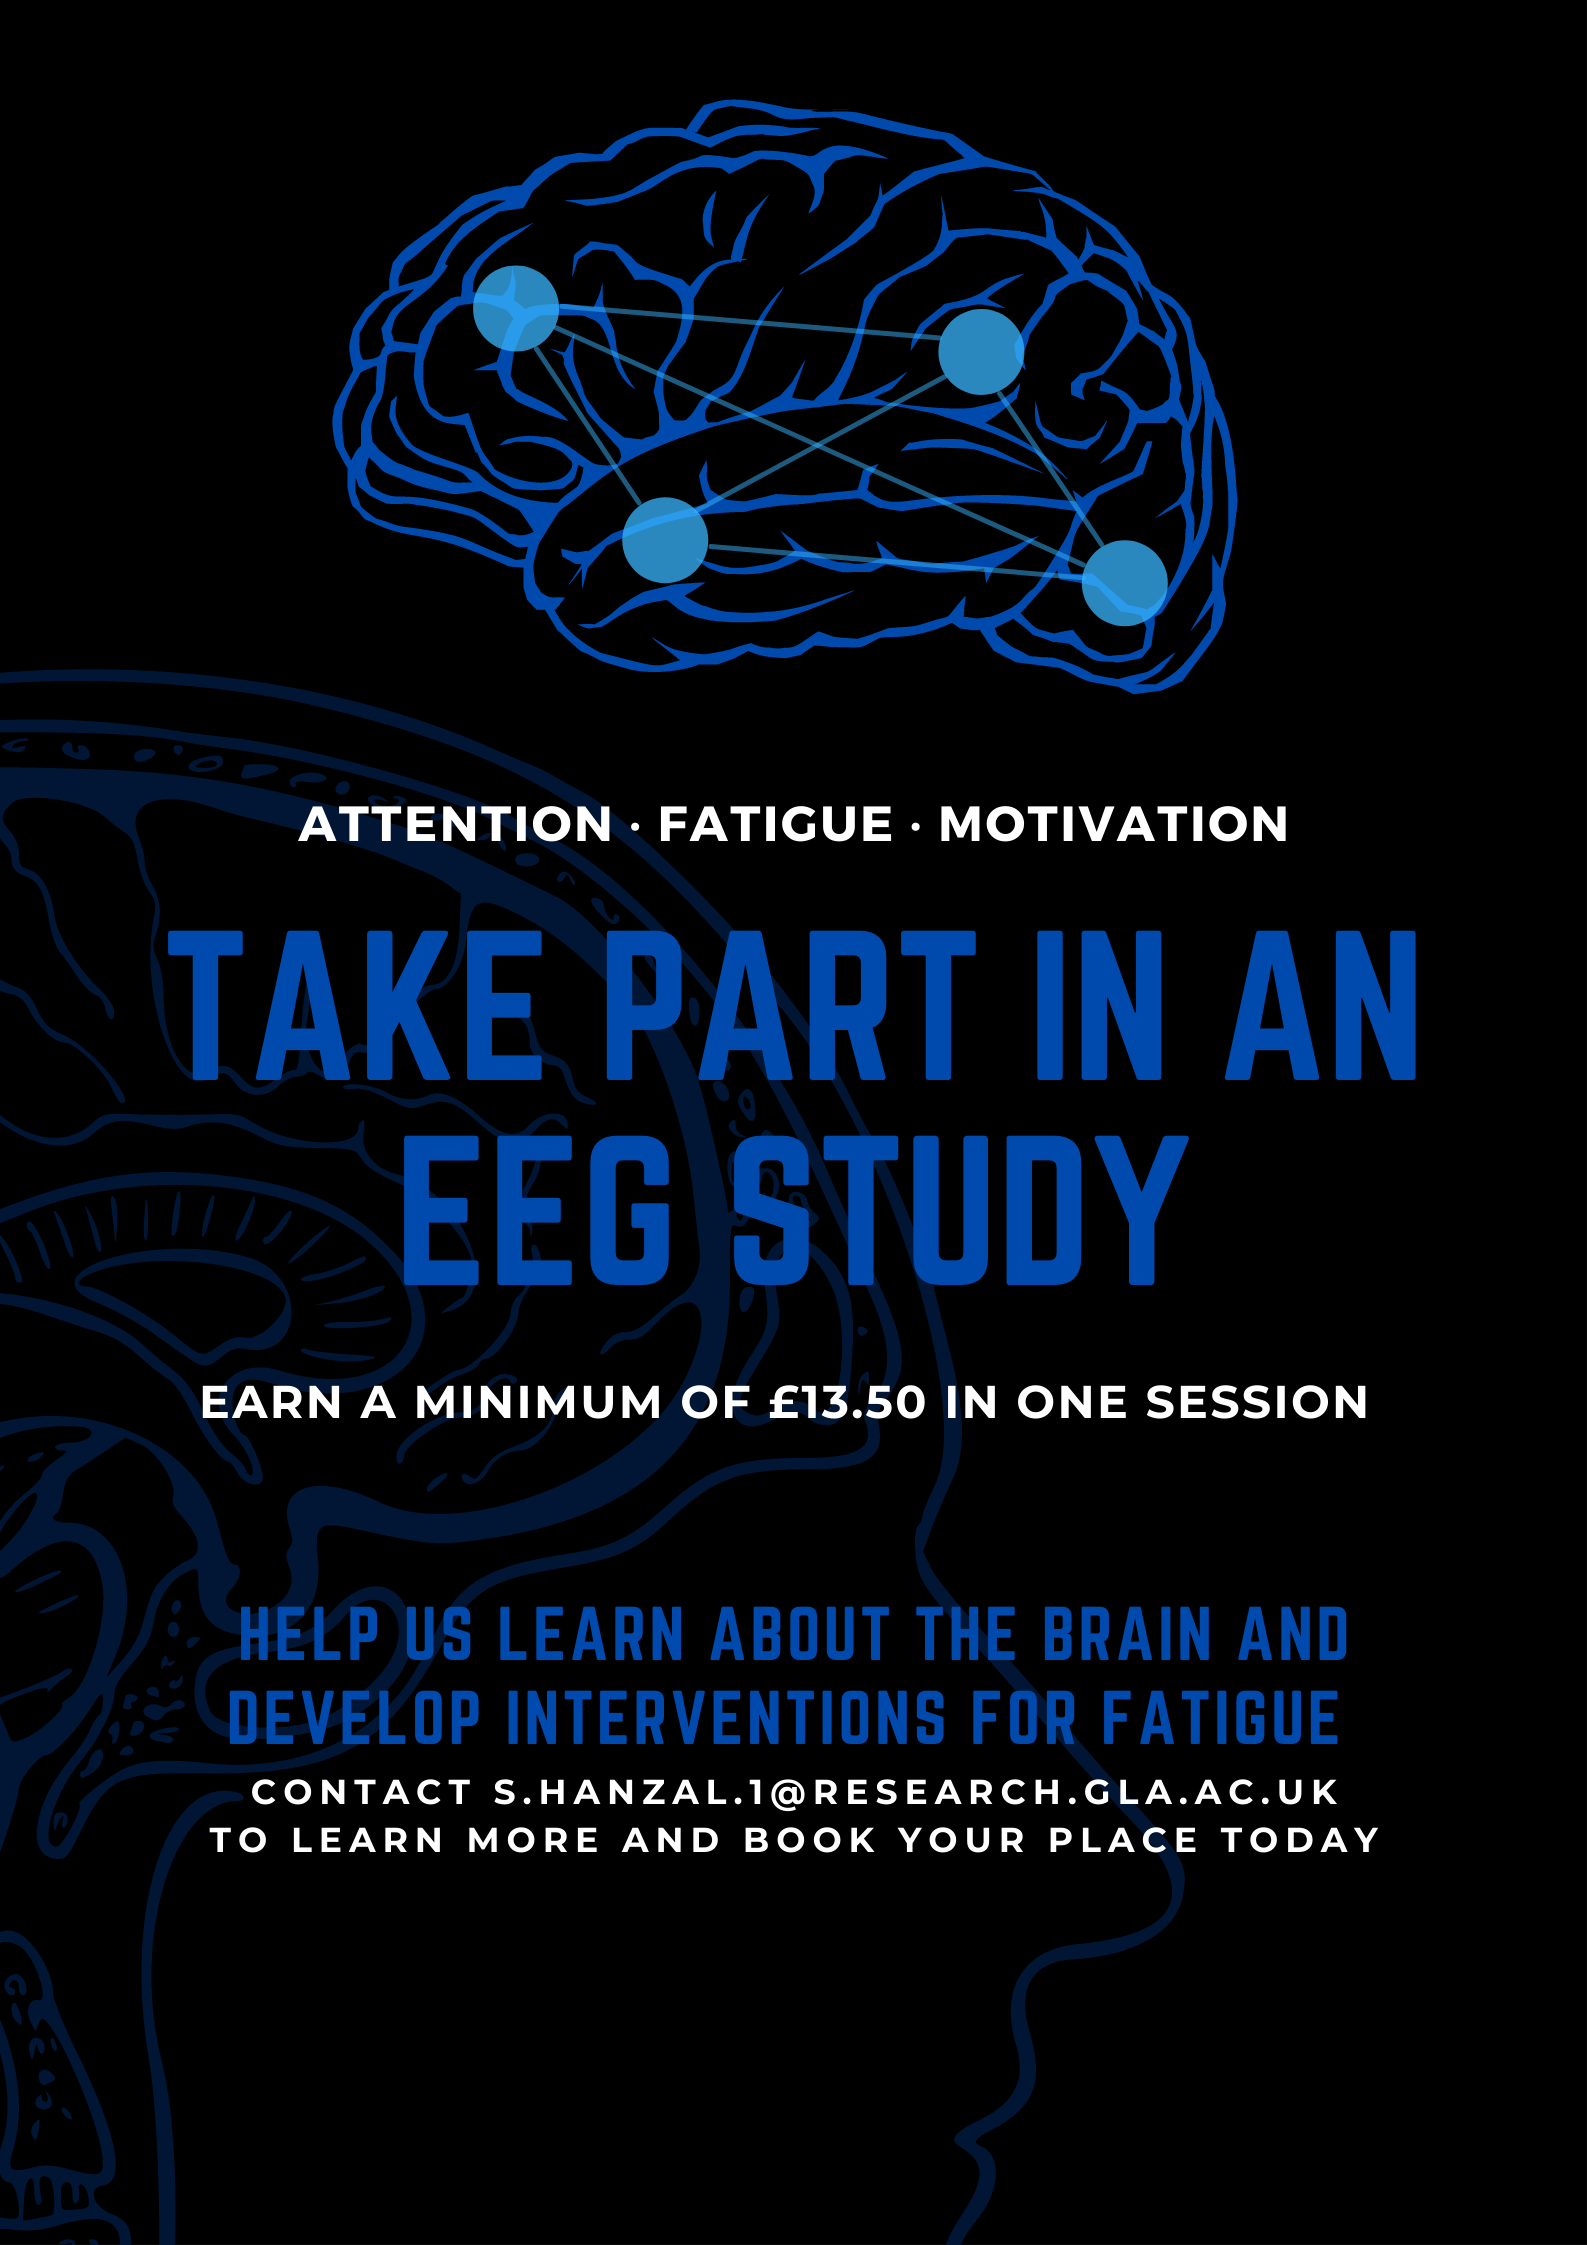 ATTENTION · FATIGUE · MOTIVATION
TAKE PART IN AN
EEG STUDY
EARN A MINIMUM OF £13.50 IN ONE SESSION
HELP US LEARN ABOUT THE BRAIN AND
DEVELOP INTERVENTIONS FOR FATIGUE
CONTACT S.HANZAL.1@RESEARCH.GLA.AC.UK
TO LEARN MORE AND BOOK YOUR PLACE TODAY